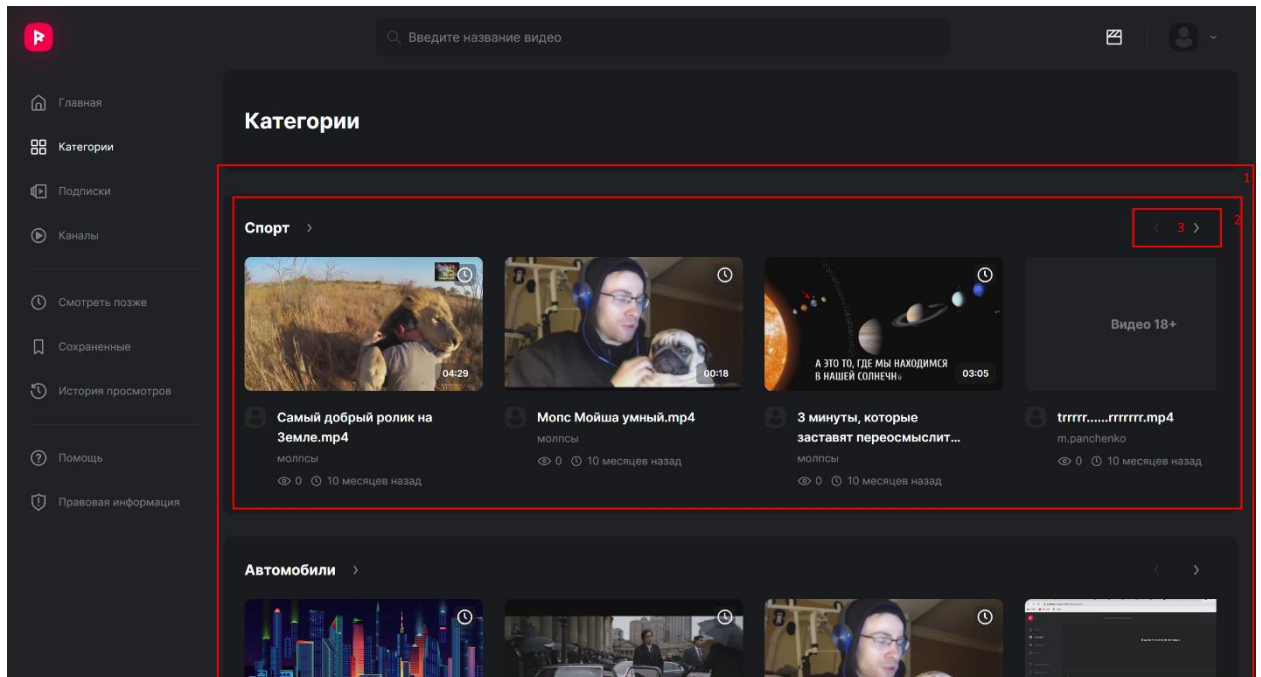 Введите название видео
Главная
Категории
Подписки
Каналы
Смотреть позже
Сохраненные
История просмотров
Помощь
Правовая информация
Категории
1
2
Спорт
3
04:29
00:18
А ЭТО ТО, ГДЕ МЫ НАХОДИМСЯ
В НАШЕЙ СОЛНЕЧН
03:05
Видео 18+
Самый добрый ролик на
Земле.mp4
молпсы
0 10 месяцев назад
Мопс Мойша умный.mp4
молпсы
0 10 месяцев назад
3 минуты, которые
заставят переосмыслит...
молпсы
0 10 месяцев назад
trrrrr......rrrrrrr.mp4
m.panchenko
0 10 месяцев назад
Автомобили